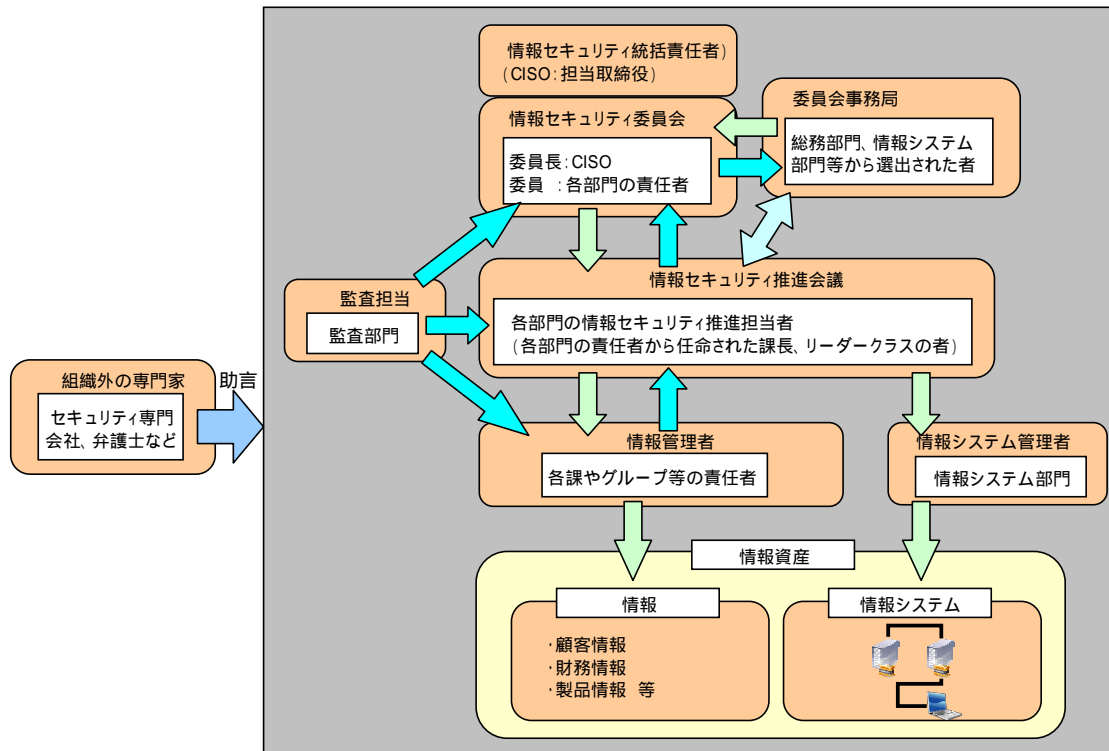 情報セキュリティ統括責任者)
(CISO:担当取締役)
情報セキュリティ委員会
委員長:CISO
委員 :各部門の責任者
委員会事務局
総務部門、情報システム
部門等から選出された者
情報セキュリティ推進会議
各部門の情報セキュリティ推進担当者
(各部門の責任者から任命された課長、リーダークラスの者)
監査担当
監査部門
組織外の専門家
セキュリティ専門
会社、弁護士など
助言
情報管理者
各課やグループ等の責任者
情報システム管理者
情報システム部門
情報資産
情報
・顧客情報
・財務情報
・製品情報 等
情報システム